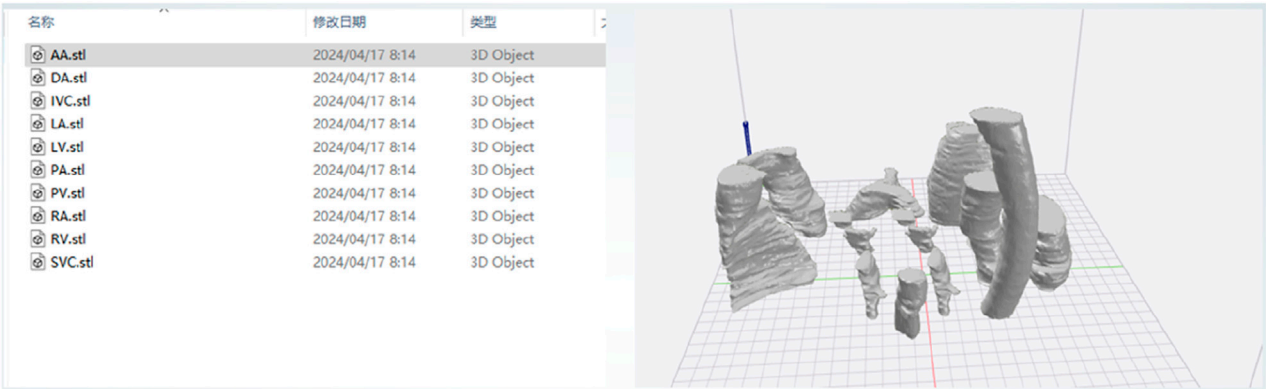 名称 修改日期 类型
AA.stl 2024/04/17 8:14 3D Object
DA.stl 2024/04/17 8:14 3D Object
IVC.stl 2024/04/17 8:14 3D Object
LA.stl 2024/04/17 8:14 3D Object
LV.stl 2024/04/17 8:14 3D Object
PA.stl 2024/04/17 8:14 3D Object
PV.stl 2024/04/17 8:14 3D Object
RA.stl 2024/04/17 8:14 3D Object
RV.stl 2024/04/17 8:14 3D Object
SVC.stl 2024/04/17 8:14 3D Object